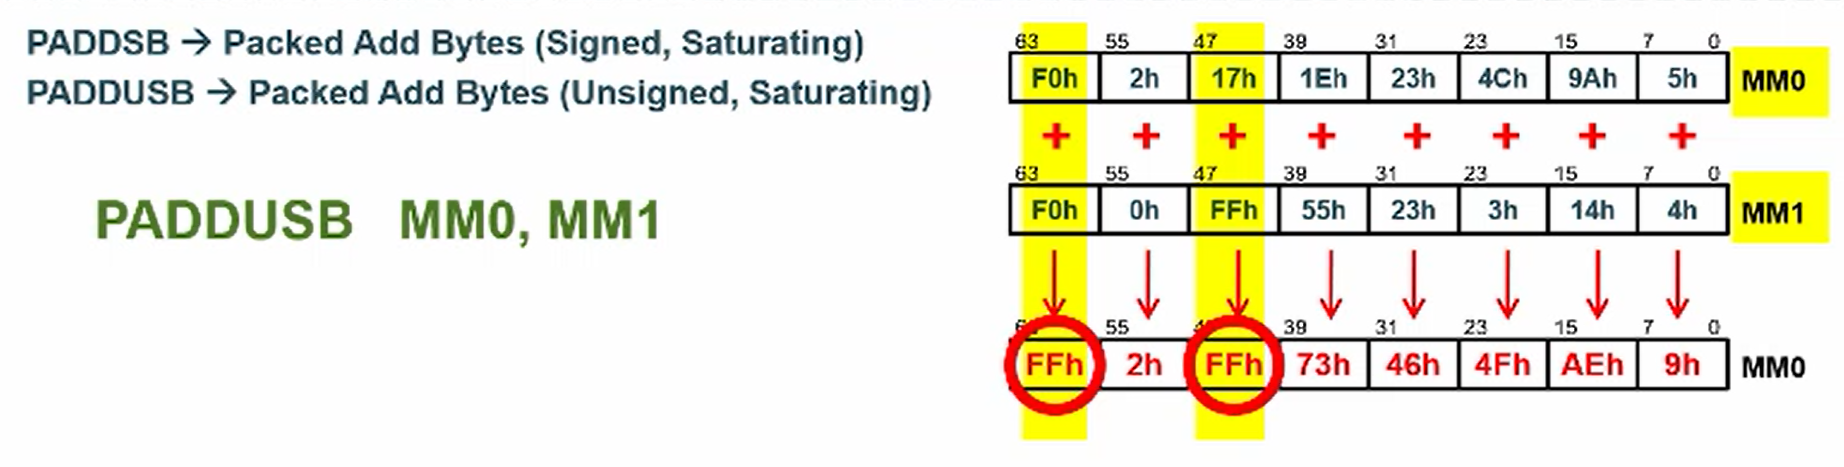 PADDSB → Packed Add Bytes (Signed, Saturating)
PADDUSB → Packed Add Bytes (Unsigned, Saturating)
PADDUSB MM0, MM1
63 55 47 39 31 23 15 7 0
F0h 2h 17h 1Eh 23h 4Ch 9Ah 5h MM0
+ + + + + + + +
63 55 47 39 31 23 15 7 0
F0h 0h FFh 55h 23h 3h 14h 4h MM1
55 39 31 23 15 7 0
FFh 2h FFh 73h 46h 4Fh AEh 9h MM0